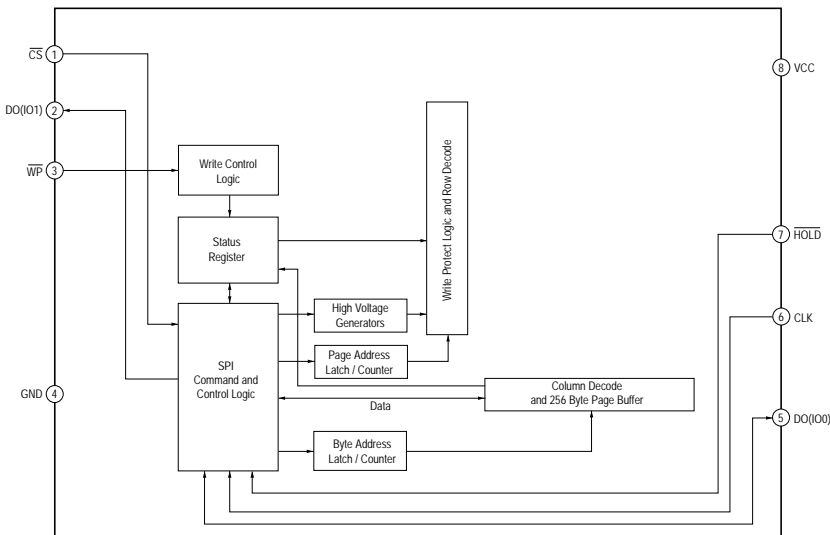 CS 1
8 VCC
DO(IO1) 2
WP 3
Write Control
Logic
Write Protect Logic and Row Decode
Status
Register
7 HOLD
High Voltage
Generators
6 CLK
SPI
Command and
Control Logic
Page Address
Latch / Counter
GND 4
Column Decode
and 256 Byte Page Buffer
Data
5 DO(IO0)
Byte Address
Latch / Counter